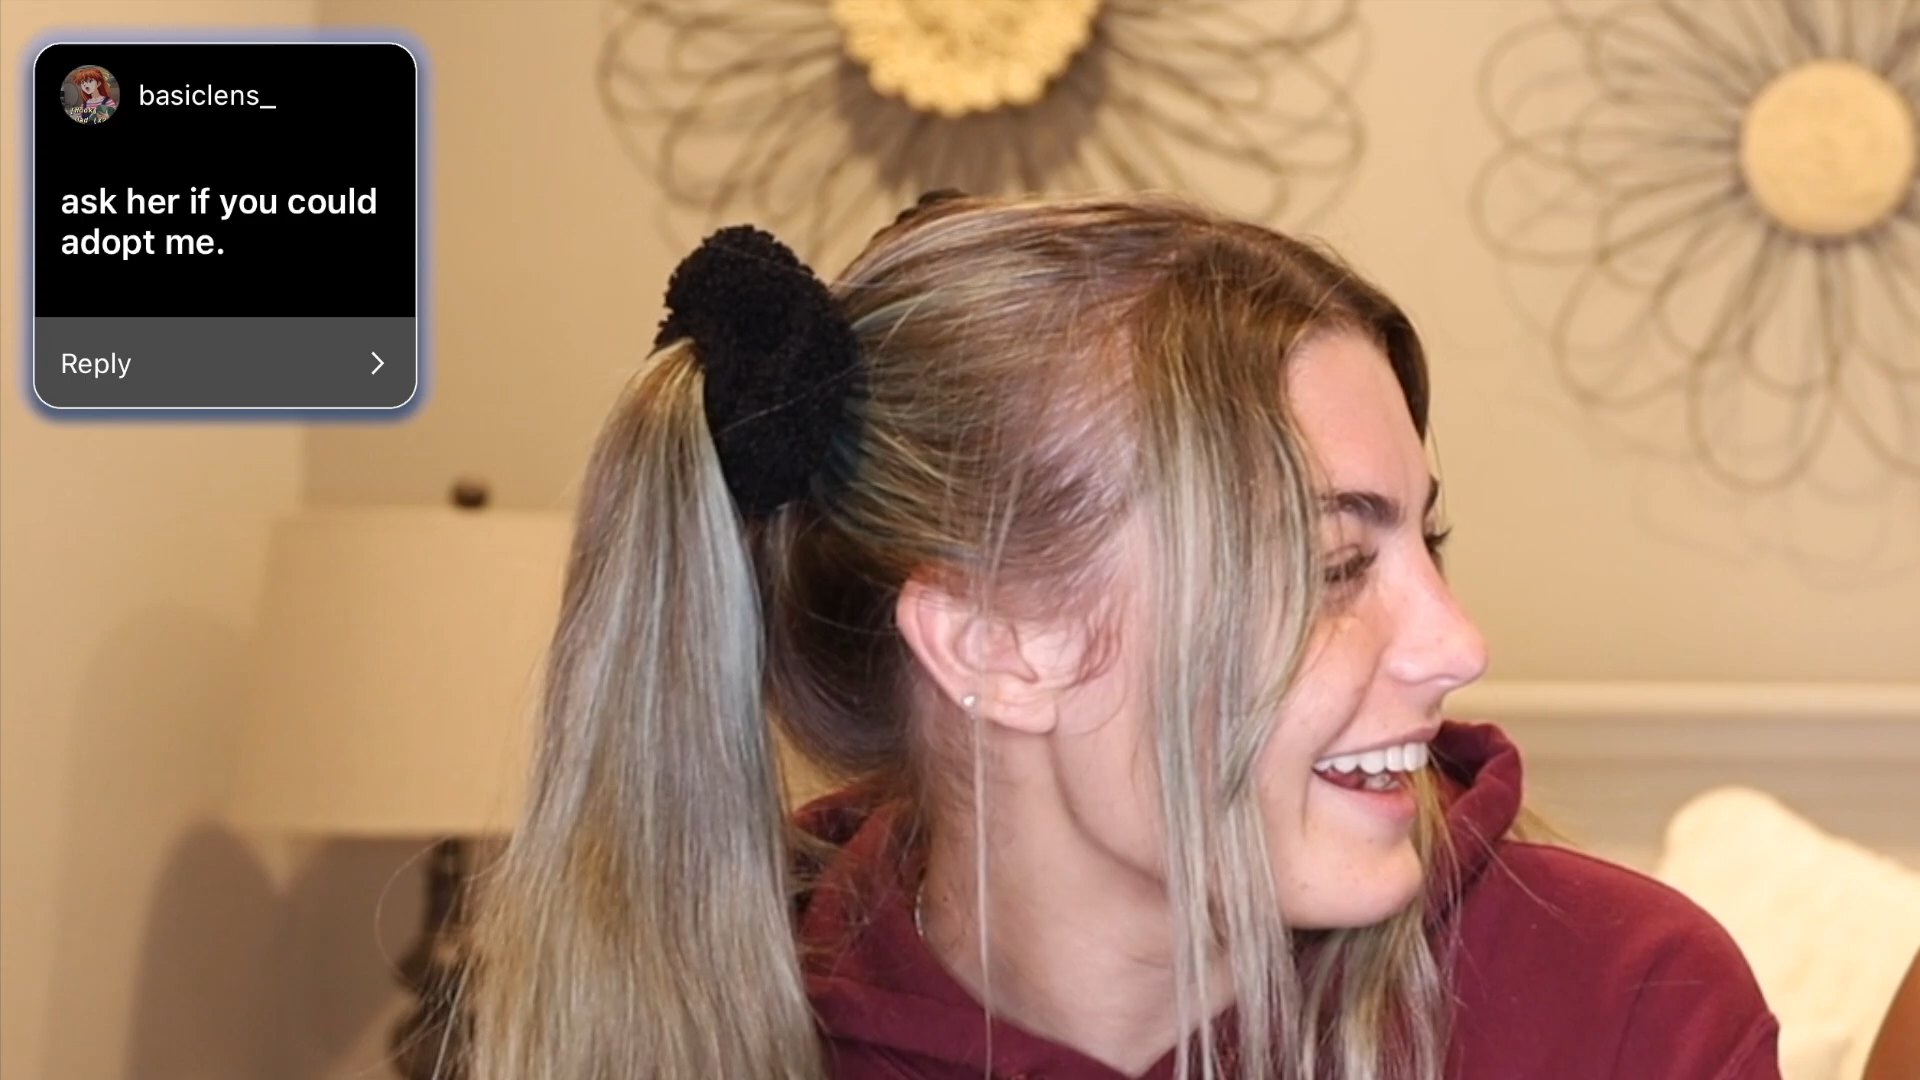 basiclens_
ask her if you could
adopt me.
Reply